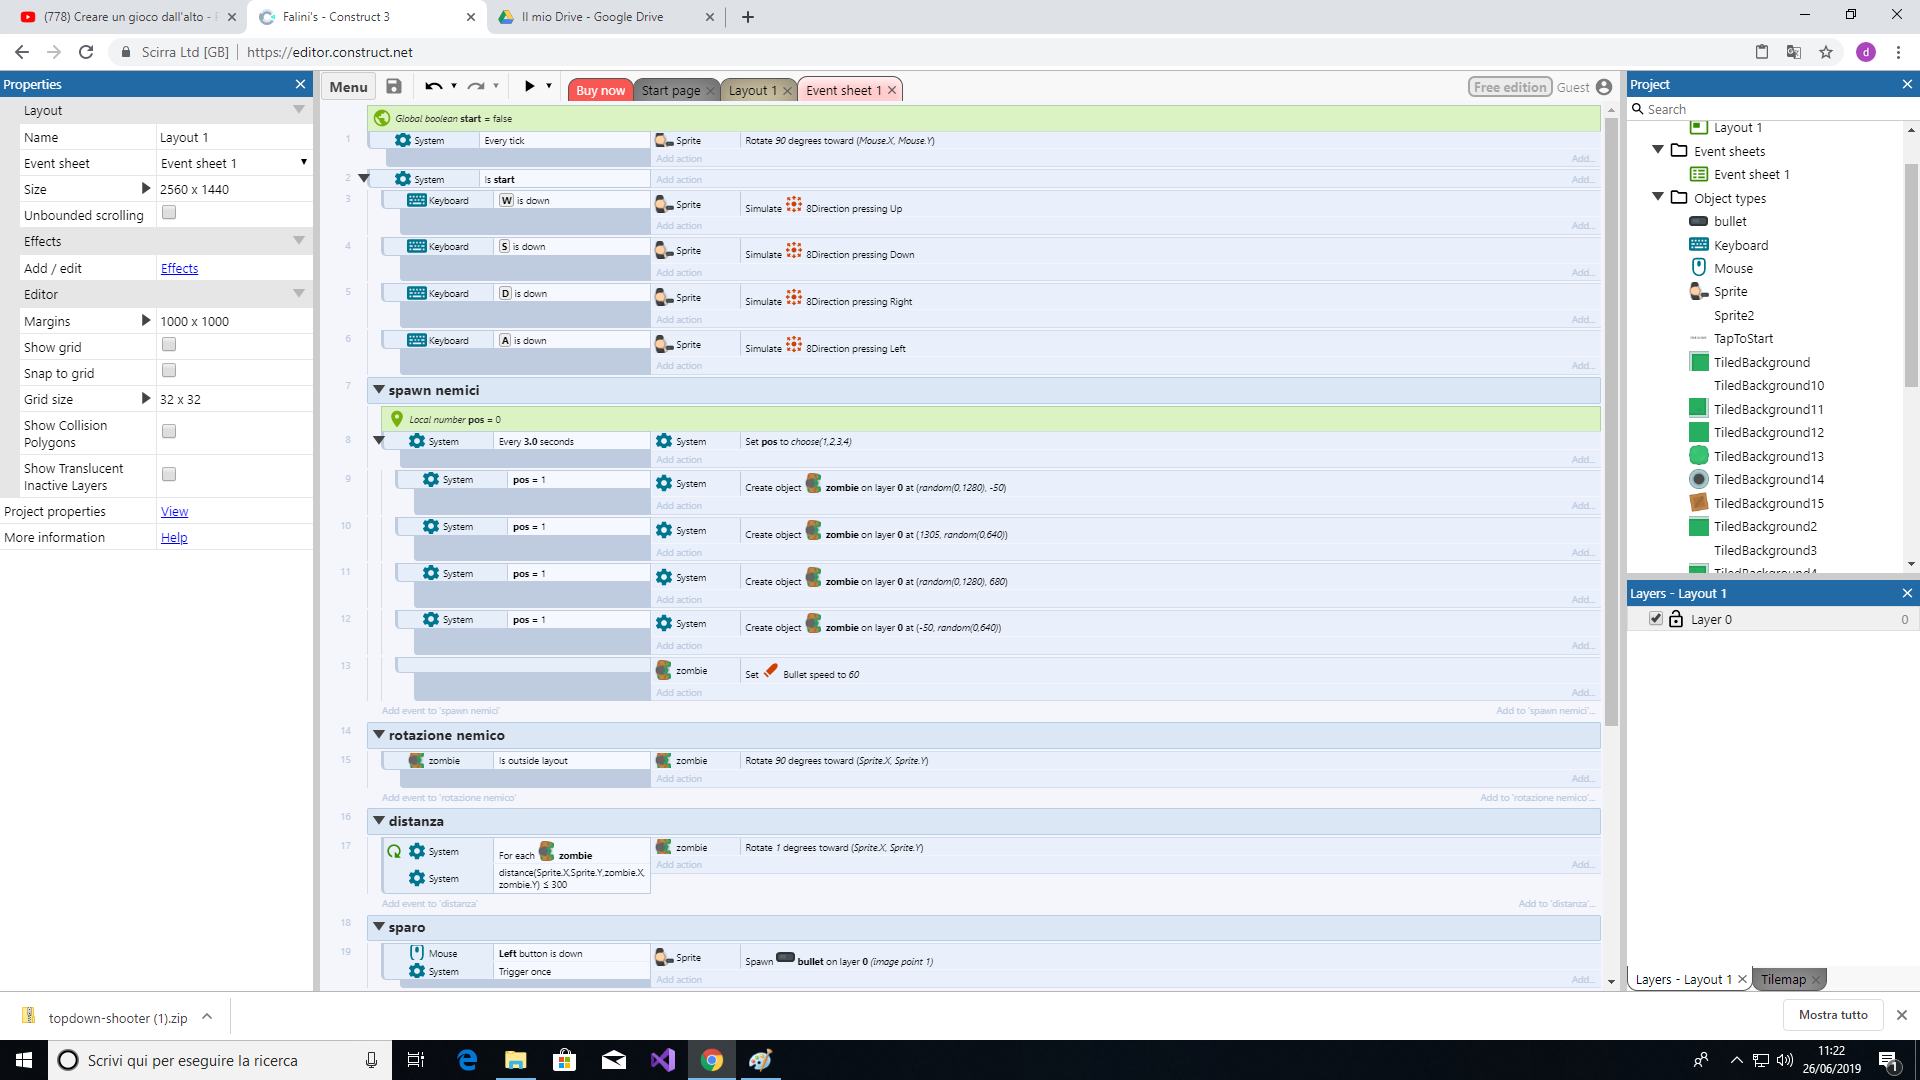 (778) Creare un gioco dall'alto -
Falini's - Construct 3
Il mio Drive - Google Drive
Scirra Ltd [GB]
https://editor.construct.net
d
Properties
Layout
Name
Layout 1
Event sheet
Event sheet 1
Size
2560 x 1440
Unbounded scrolling
Effects
Add / edit
Effects
Editor
Margins
1000 x 1000
Show grid
Snap to grid
Grid size
32 x 32
Show Collision
Polygons
Show Translucent
Inactive Layers
Project properties
View
More information
Help
Menu
Buy now
Start page
Layout 1
Event sheet 1
Free edition
Guest
Global boolean start = false
1
System
Every tick
Sprite
Rotate 90 degrees toward (Mouse.X, Mouse.Y)
Add action
Add...
2
System
Is start
Add action
Add...
3
Keyboard
W is down
Sprite
Simulate 8Direction pressing Up
Add action
Add...
4
Keyboard
S is down
Sprite
Simulate 8Direction pressing Down
Add action
Add...
5
Keyboard
D is down
Sprite
Simulate 8Direction pressing Right
Add action
Add...
6
Keyboard
A is down
Sprite
Simulate 8Direction pressing Left
Add action
Add...
7
spawn nemici
Local number pos = 0
8
System
Every 3.0 seconds
System
Set pos to choose(1,2,3,4)
Add action
Add...
9
System
pos = 1
System
Create object zombie on layer 0 at (random(0,1280), -50)
Add action
Add...
10
System
pos = 1
System
Create object zombie on layer 0 at (1305, random(0,640))
Add action
Add...
11
System
pos = 1
System
Create object zombie on layer 0 at (random(0,1280), 680)
Add action
Add...
12
System
pos = 1
System
Create object zombie on layer 0 at (-50, random(0,640))
Add action
Add...
13
zombie
Set Bullet speed to 60
Add action
Add...
Add event to 'spawn nemici'
Add to 'spawn nemici'...
14
rotazione nemico
15
zombie
Is outside layout
zombie
Rotate 90 degrees toward (Sprite.X, Sprite.Y)
Add action
Add...
Add event to 'rotazione nemico'
Add to 'rotazione nemico'...
16
distanza
17
System
For each zombie
zombie
Rotate 1 degrees toward (Sprite.X, Sprite.Y)
System
distance(Sprite.X,Sprite.Y,zombie.X,
zombie.Y) ≤ 300
Add action
Add...
Add event to 'distanza'
Add to 'distanza'...
18
sparo
19
Mouse
Left button is down
System
Trigger once
Sprite
Spawn bullet on layer 0 (image point 1)
Add action
Add...
Project
Search
Layout 1
Event sheets
Event sheet 1
Object types
bullet
Keyboard
Mouse
Sprite
Sprite2
TapToStart
TiledBackground
TiledBackground10
TiledBackground11
TiledBackground12
TiledBackground13
TiledBackground14
TiledBackground15
TiledBackground2
TiledBackground3
TiledBackground4
Layers - Layout 1
Layer 0
0
Layers - Layout 1
Tilemap
topdown-shooter (1).zip
Mostra tutto
Scrivi qui per eseguire la ricerca
11:22
26/06/2019
1